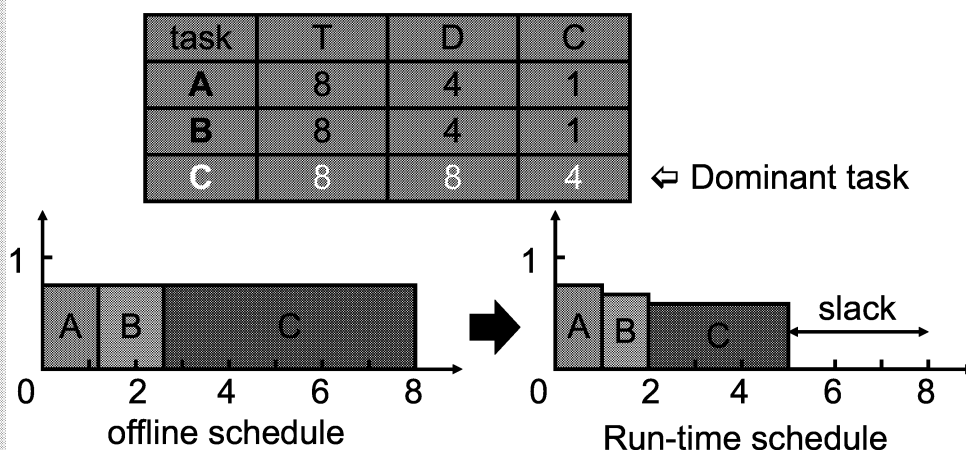 task T D C
A 8 4 1
B 8 4 1
C 8 8 4 ⇦ Dominant task
1
A B C
0 2 4 6 8
offline schedule
1
A B C slack
0 2 4 6 8
Run-time schedule